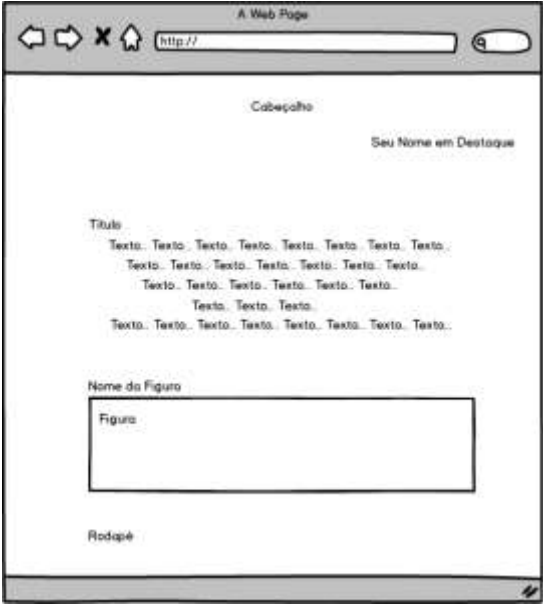 A Web Page
http://
Cabeçalho
Seu Nome em Destaque
Título
Texto.. Texto.. Texto.. Texto.. Texto.. Texto.. Texto.. Texto..
Texto.. Texto.. Texto.. Texto.. Texto.. Texto.. Texto..
Texto.. Texto.. Texto.. Texto.. Texto.. Texto..
Texto.. Texto.. Texto..
Texto.. Texto.. Texto.. Texto.. Texto.. Texto.. Texto.. Texto..
Nome da Figura
Figura
Rodapé